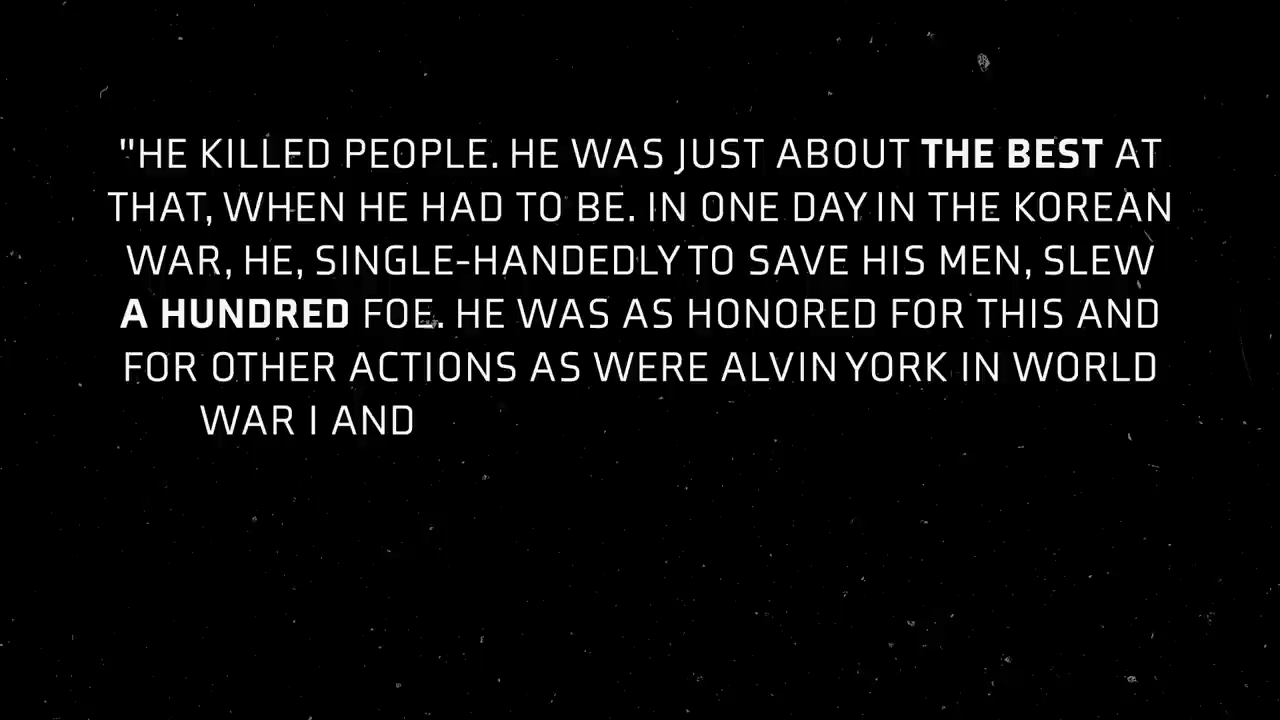 "HE KILLED PEOPLE. HE WAS JUST ABOUT THE BEST AT
THAT, WHEN HE HAD TO BE. IN ONE DAY IN THE KOREAN
WAR, HE, SINGLE-HANDEDLY TO SAVE HIS MEN, SLEW
A HUNDRED FOE. HE WAS AS HONORED FOR THIS AND
FOR OTHER ACTIONS AS WERE ALVIN YORK IN WORLD
WAR I AND